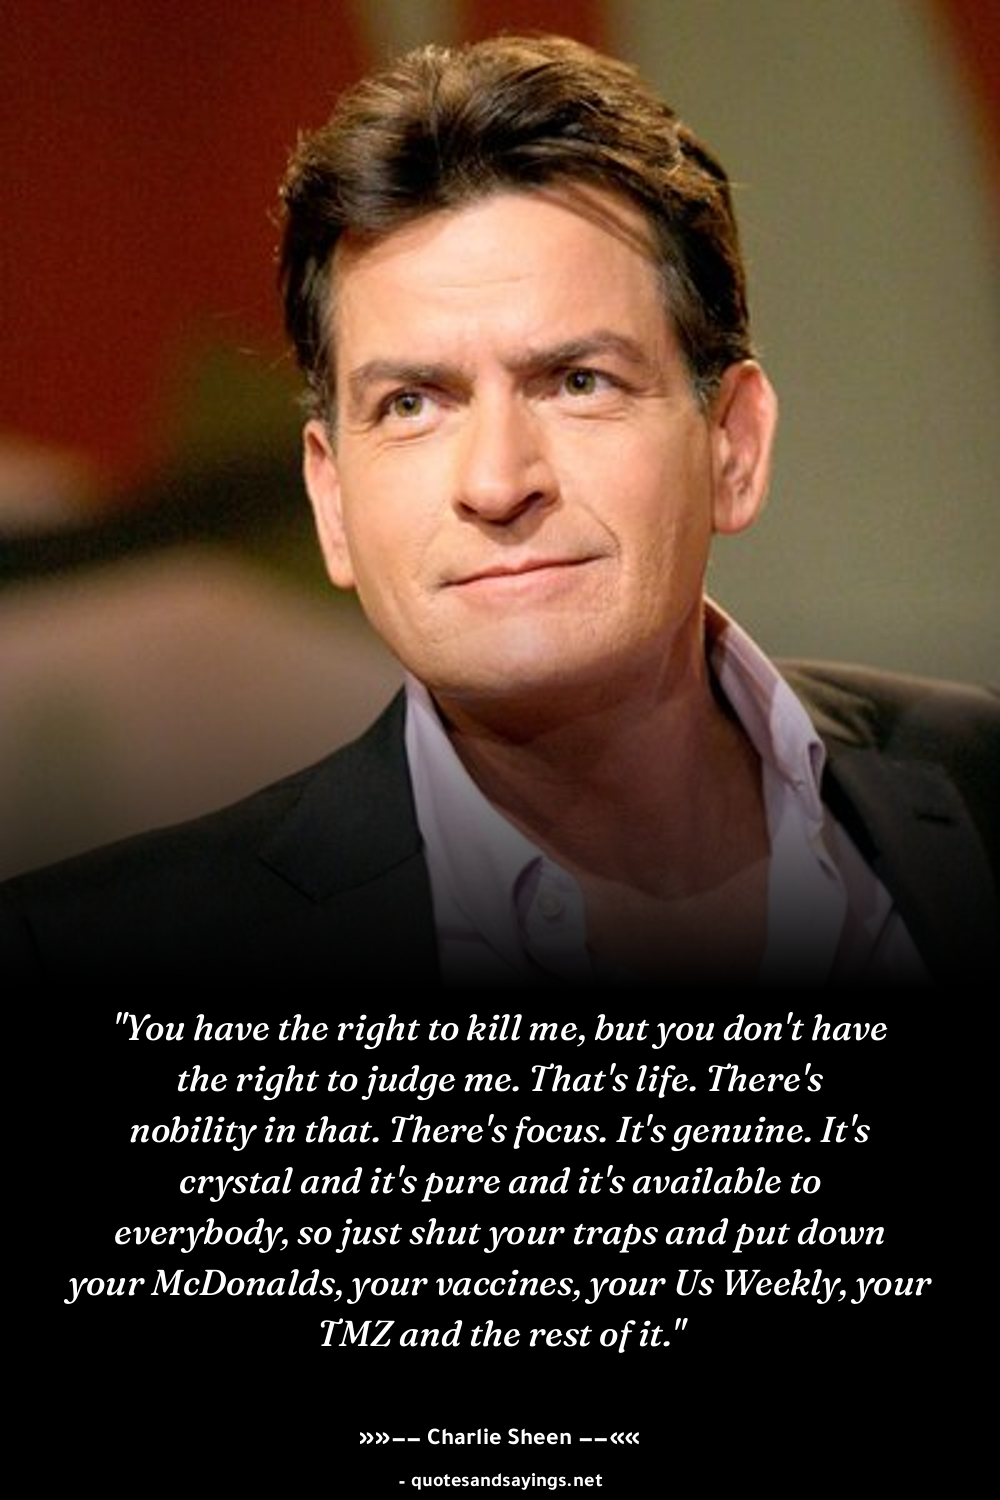 "You have the right to kill me, but you don't have
the right to judge me. That's life. There's
nobility in that. There's focus. It's genuine. It's
crystal and it's pure and it's available to
everybody, so just shut your traps and put down
your McDonalds, your vaccines, your Us Weekly, your
TMZ and the rest of it."
»»—— Charlie Sheen ——««
- quotesandsayings.net